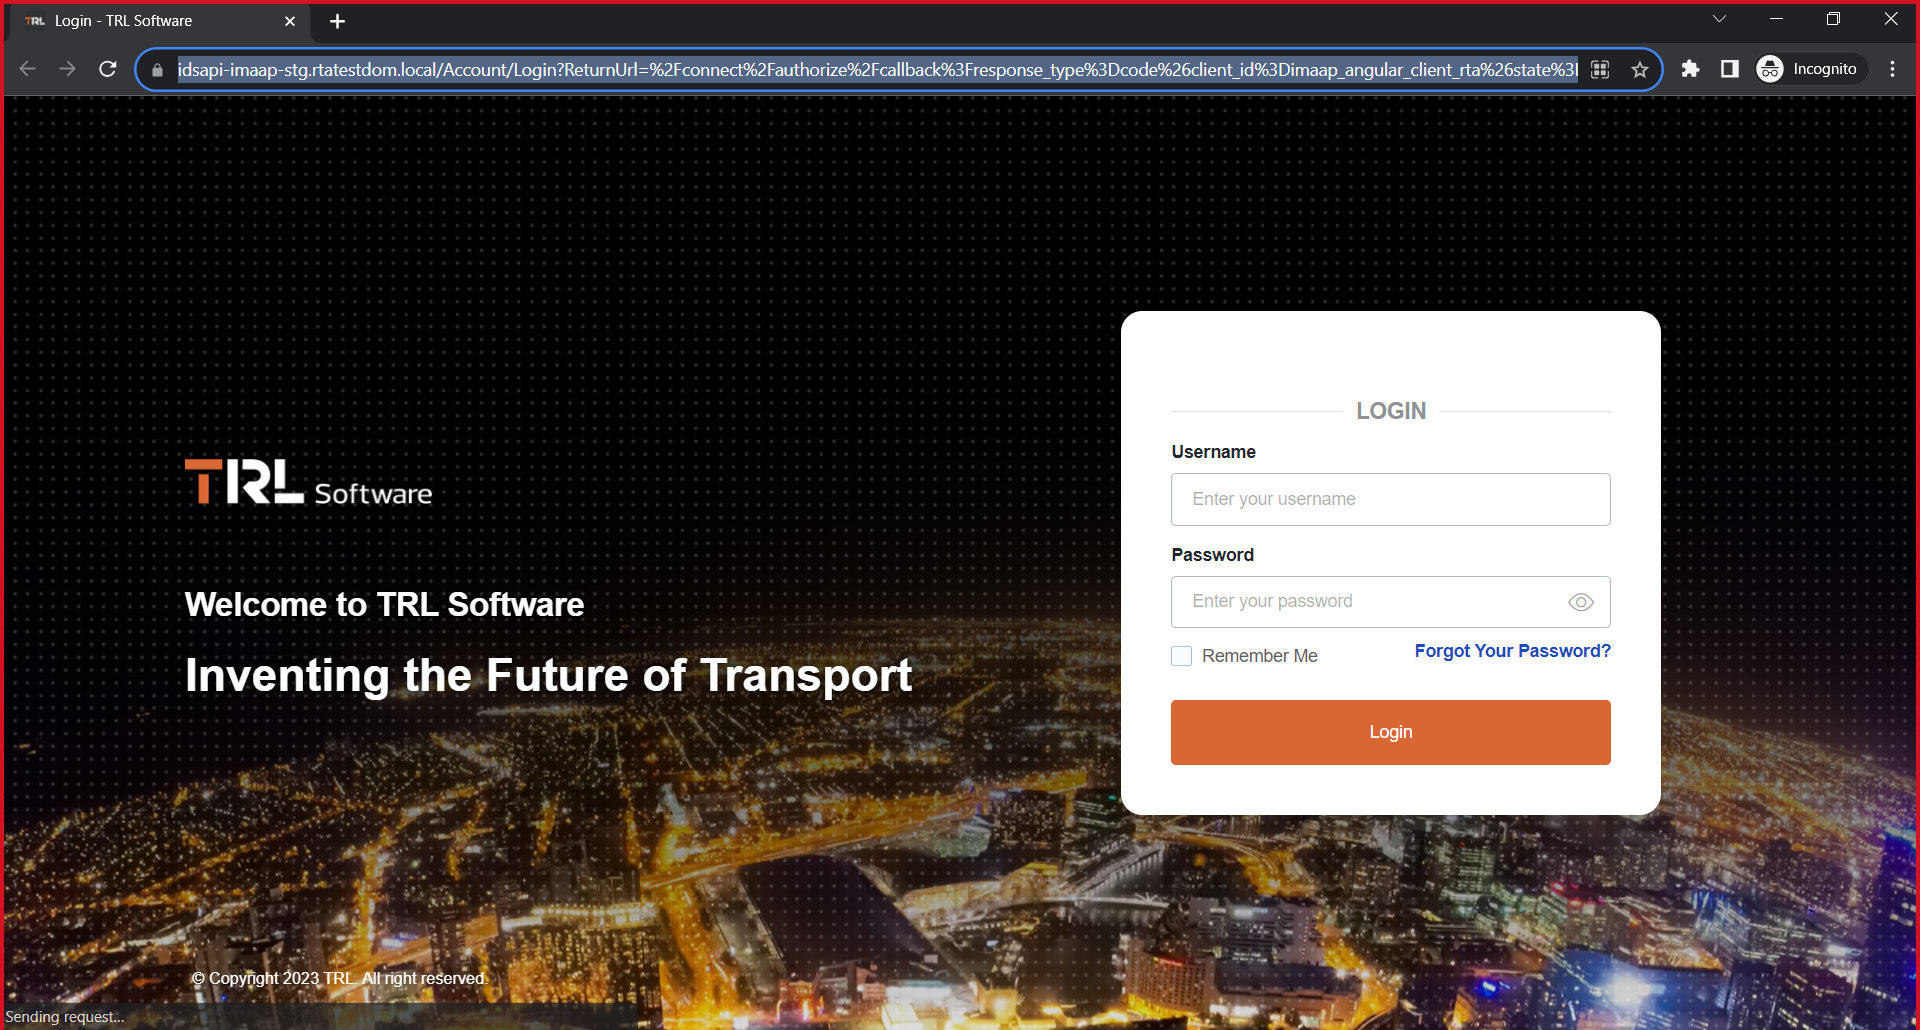 Login - TRL Software
idsapi-imaap-stg.rtatestdom.local/Account/Login?ReturnUrl=%2Fconnect%2Fauthorize%2Fcallback%3Fresponse_type%3Dcode%26client_id%3Dimaap_angular_client_rta%26state%3
Incognito
LOGIN
Username
Enter your username
Password
Enter your password
Remember Me
Forgot Your Password?
Login
TRL Software
Welcome to TRL Software
Inventing the Future of Transport
© Copyright 2023 TRL. All right reserved.
Sending request...